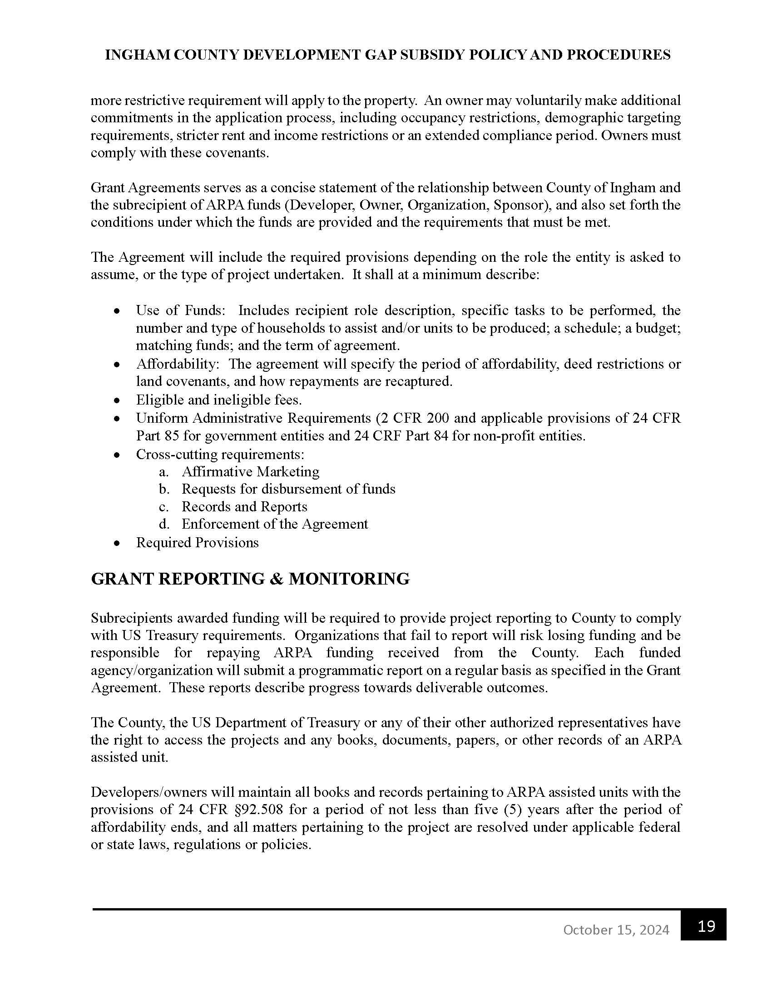 INGHAM COUNTY DEVELOPMENT GAP SUBSIDY POLICY AND PROCEDURES
more restrictive requirement will apply to the property.  An owner may voluntarily make additional
commitments in the application process, including occupancy restrictions, demographic targeting
requirements, stricter rent and income restrictions or an extended compliance period. Owners must
comply with these covenants.
Grant Agreements serves as a concise statement of the relationship between County of Ingham and
the subrecipient of ARPA funds (Developer, Owner, Organization, Sponsor), and also set forth the
conditions under which the funds are provided and the requirements that must be met.
The Agreement will include the required provisions depending on the role the entity is asked to
assume, or the type of project undertaken.  It shall at a minimum describe:
• Use of Funds:  Includes recipient role description, specific tasks to be performed, the
number and type of households to assist and/or units to be produced; a schedule; a budget;
matching funds; and the term of agreement.
• Affordability:  The agreement will specify the period of affordability, deed restrictions or
land covenants, and how repayments are recaptured.
• Eligible and ineligible fees.
• Uniform Administrative Requirements (2 CFR 200 and applicable provisions of 24 CFR
Part 85 for government entities and 24 CRF Part 84 for non-profit entities.
• Cross-cutting requirements:
a. Affirmative Marketing
b. Requests for disbursement of funds
c. Records and Reports
d. Enforcement of the Agreement
• Required Provisions
GRANT REPORTING & MONITORING
Subrecipients awarded funding will be required to provide project reporting to County to comply
with US Treasury requirements.  Organizations that fail to report will risk losing funding and be
responsible for repaying ARPA funding received from the County. Each funded
agency/organization will submit a programmatic report on a regular basis as specified in the Grant
Agreement.  These reports describe progress towards deliverable outcomes.
The County, the US Department of Treasury or any of their other authorized representatives have
the right to access the projects and any books, documents, papers, or other records of an ARPA
assisted unit.
Developers/owners will maintain all books and records pertaining to ARPA assisted units with the
provisions of 24 CFR §92.508 for a period of not less than five (5) years after the period of
affordability ends, and all matters pertaining to the project are resolved under applicable federal
or state laws, regulations or policies.
October 15, 2024 19